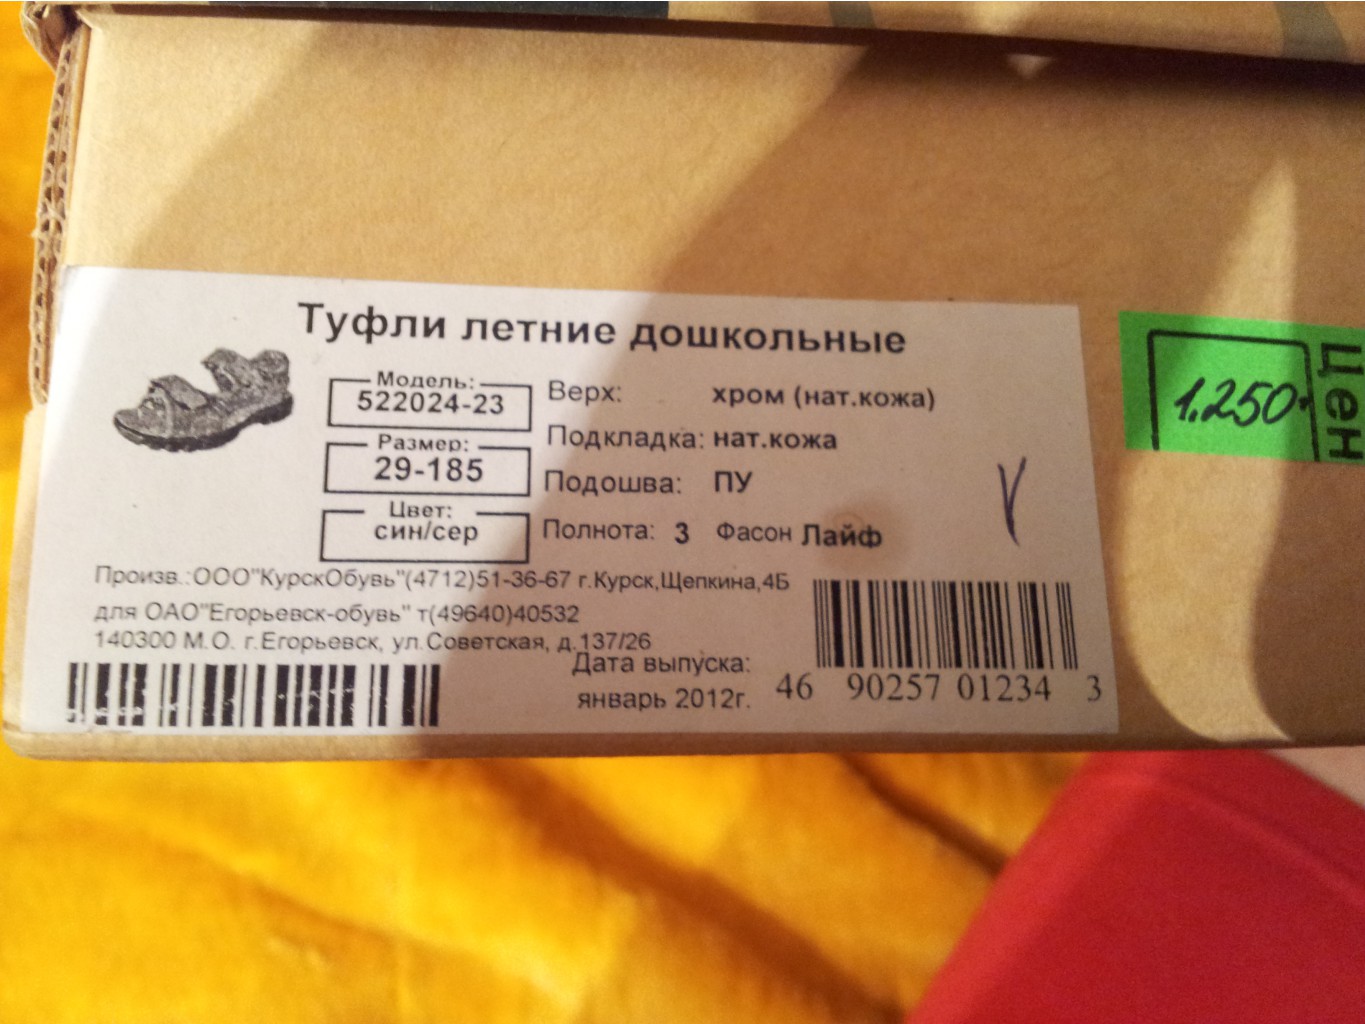 Туфли летние дошкольные
Модель:
522024-23
Размер:
29-185
Цвет:
син/сер
Верх: хром (нат.кожа)
Подкладка: нат.кожа
Подошва: ПУ
Полнота: 3 Фасон Лайф
Произв.:ООО"КурскОбувь"(4712)51-36-67 г.Курск,Щепкина,4Б
для ОАО"Егорьевск-обувь" т(49640)40532
140300 М.О. г.Егорьевск, ул.Советская, д.137/26
Дата выпуска:
январь 2012г.
46 90257 01234 3
1.250
Цен